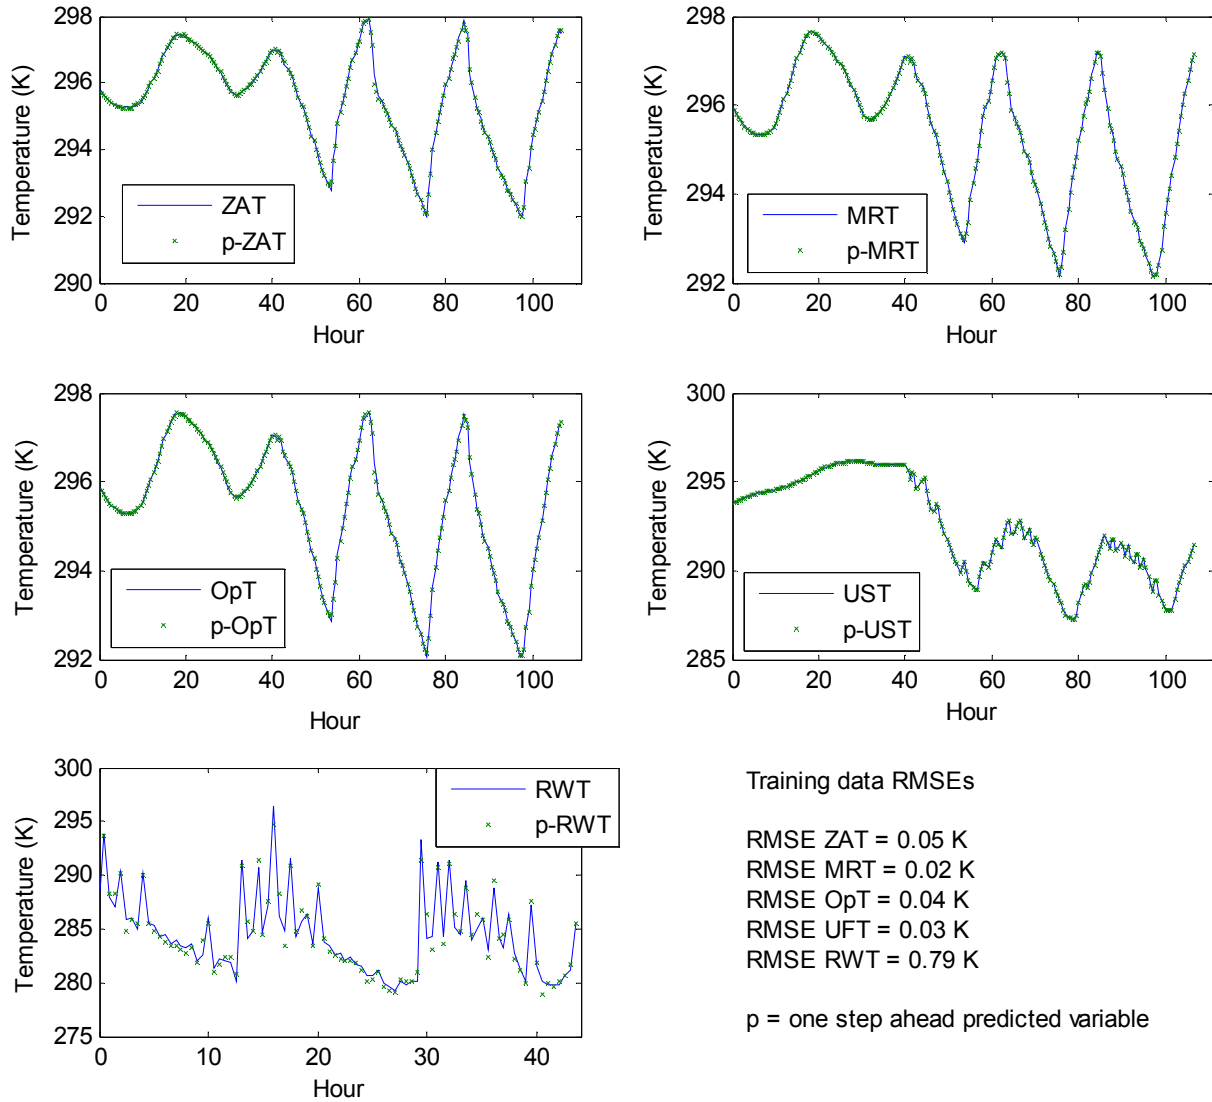 298
296
294
292
290
Temperature (K)
ZAT
p-ZAT
0 20 40 60 80 100
Hour
298
296
294
292
Temperature (K)
MRT
p-MRT
0 20 40 60 80 100
Hour
298
296
294
292
Temperature (K)
OpT
p-OpT
0 20 40 60 80 100
Hour
300
295
290
285
Temperature (K)
UST
p-UST
0 20 40 60 80 100
Hour
300
295
290
285
280
275
Temperature (K)
RWT
p-RWT
0 10 20 30 40
Hour
Training data RMSEs
RMSE ZAT = 0.05 K
RMSE MRT = 0.02 K
RMSE OpT = 0.04 K
RMSE UFT = 0.03 K
RMSE RWT = 0.79 K
p = one step ahead predicted variable